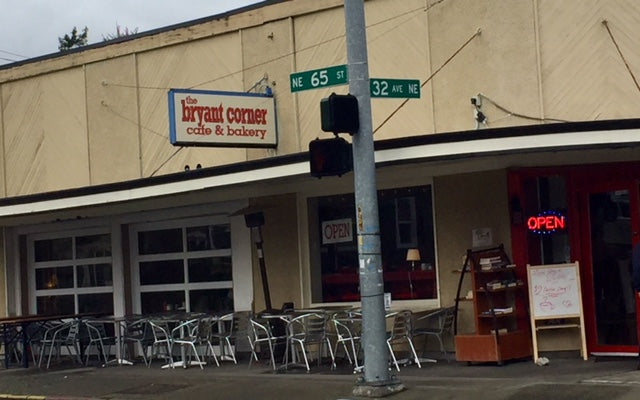 the
bryant corner
cafe & bakery
NE 65 ST
32 AVE NE
OPEN
OPEN